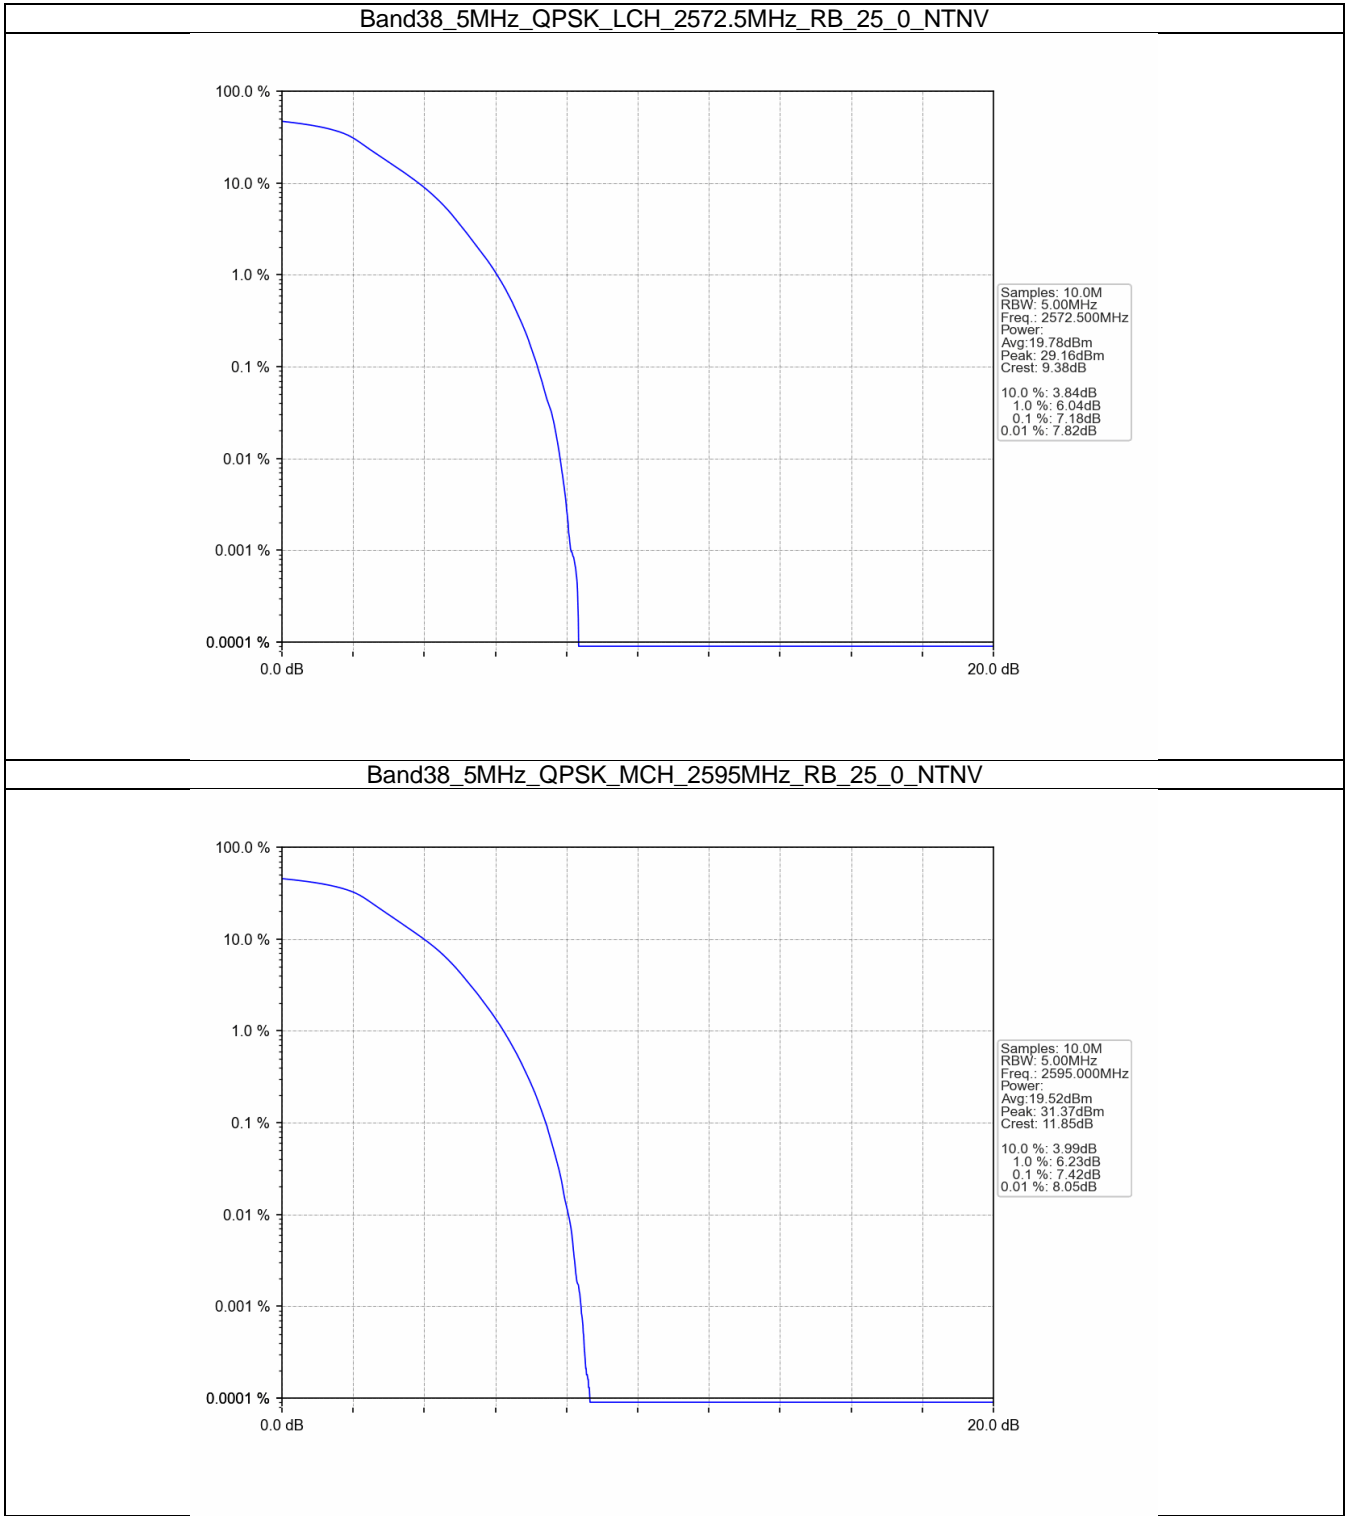 Band38_5MHz_QPSK_LCH_2572.5MHz_RB_25_0_NTNV
100.0 %
10.0 %
1.0 %
0.1 %
0.01 %
0.001 %
0.0001 %
0.0 dB
20.0 dB
Samples: 10.0M
RBW: 5.00MHz
Freq.: 2572.500MHz
Power:
Avg:19.78dBm
Peak: 29.16dBm
Crest: 9.38dB
10.0 %: 3.84dB
1.0 %: 6.04dB
0.1 %: 7.18dB
0.01 %: 7.82dB
Band38_5MHz_QPSK_MCH_2595MHz_RB_25_0_NTNV
100.0 %
10.0 %
1.0 %
0.1 %
0.01 %
0.001 %
0.0001 %
0.0 dB
20.0 dB
Samples: 10.0M
RBW: 5.00MHz
Freq.: 2595.000MHz
Power:
Avg:19.52dBm
Peak: 31.37dBm
Crest: 11.85dB
10.0 %: 3.99dB
1.0 %: 6.23dB
0.1 %: 7.42dB
0.01 %: 8.05dB